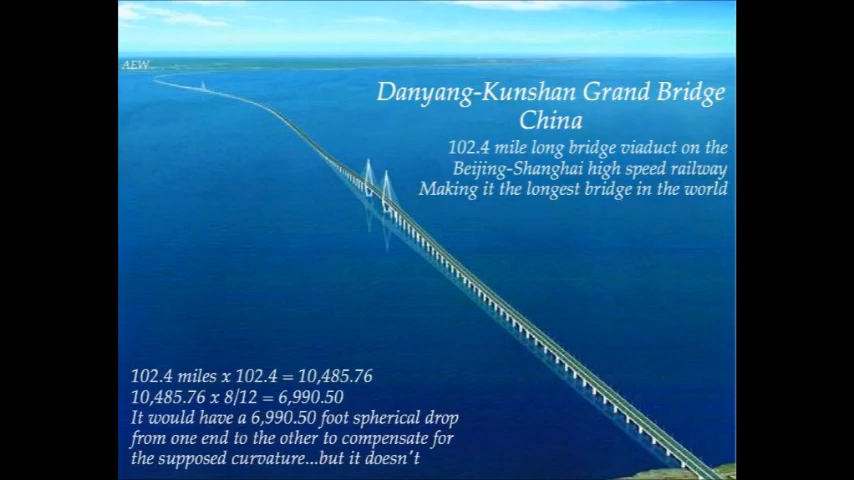 AEW
Danyang-Kunshan Grand Bridge
China
102.4 mile long bridge viaduct on the
Beijing-Shanghai high speed railway
Making it the longest bridge in the world
102.4 miles x 102.4 = 10,485.76
10,485.76 x 8/12 = 6,990.50
It would have a 6,990.50 foot spherical drop
from one end to the other to compensate for
the supposed curvature...but it doesn't